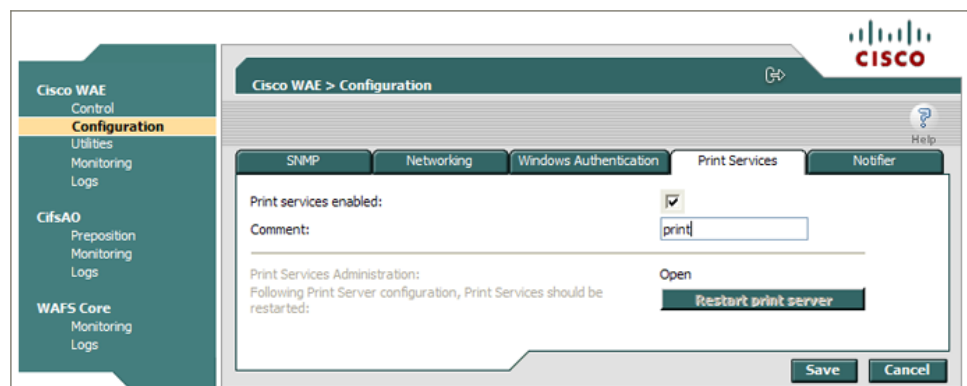 CISCO
Cisco WAE > Configuration
Help
Cisco WAE
Control
Configuration
Utilities
Monitoring
Logs
CifsAO
Preposition
Monitoring
Logs
WAFS Core
Monitoring
Logs
SNMP
Networking
Windows Authentication
Print Services
Notifier
Print services enabled:
Comment:
print
Print Services Administration:
Open
Following Print Server configuration, Print Services should be
restarted:
Restart print server
Save
Cancel